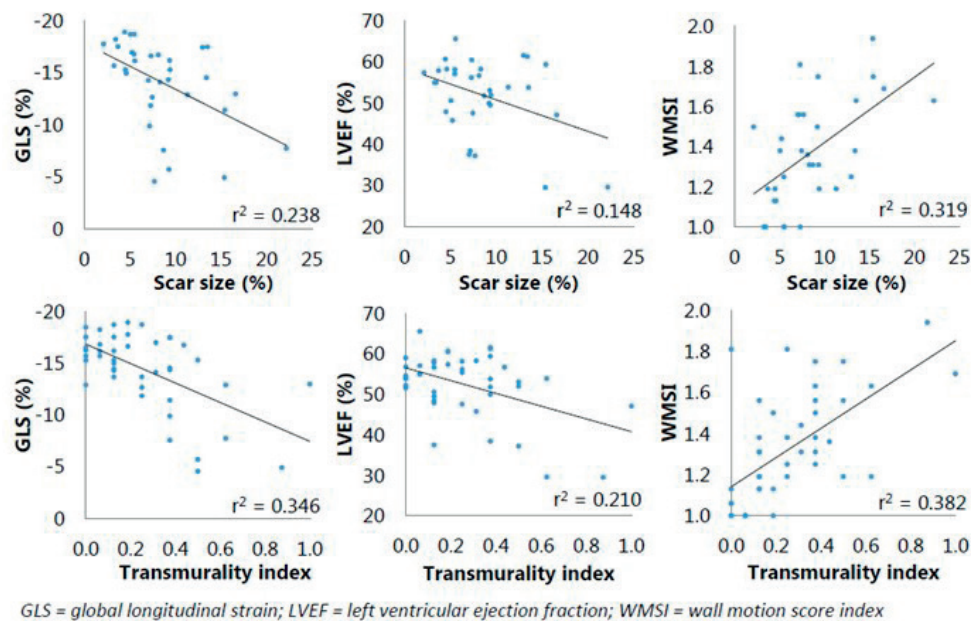 -20
-15
-10
-5
0
GLS (%)
r² = 0.238
0 5 10 15 20 25
Scar size (%)
70
60
50
40
30
20
LVEF (%)
r² = 0.148
0 5 10 15 20 25
Scar size (%)
2.0
1.8
1.6
1.4
1.2
1.0
WMSI
r² = 0.319
0 5 10 15 20 25
Scar size (%)
-20
-15
-10
-5
0
GLS (%)
r² = 0.346
0.0 0.2 0.4 0.6 0.8 1.0
Transmurality index
70
60
50
40
30
20
LVEF (%)
r² = 0.210
0.0 0.2 0.4 0.6 0.8 1.0
Transmurality index
2.0
1.8
1.6
1.4
1.2
1.0
WMSI
r² = 0.382
0.0 0.2 0.4 0.6 0.8 1.0
Transmurality index
GLS = global longitudinal strain; LVEF = left ventricular ejection fraction; WMSI = wall motion score index